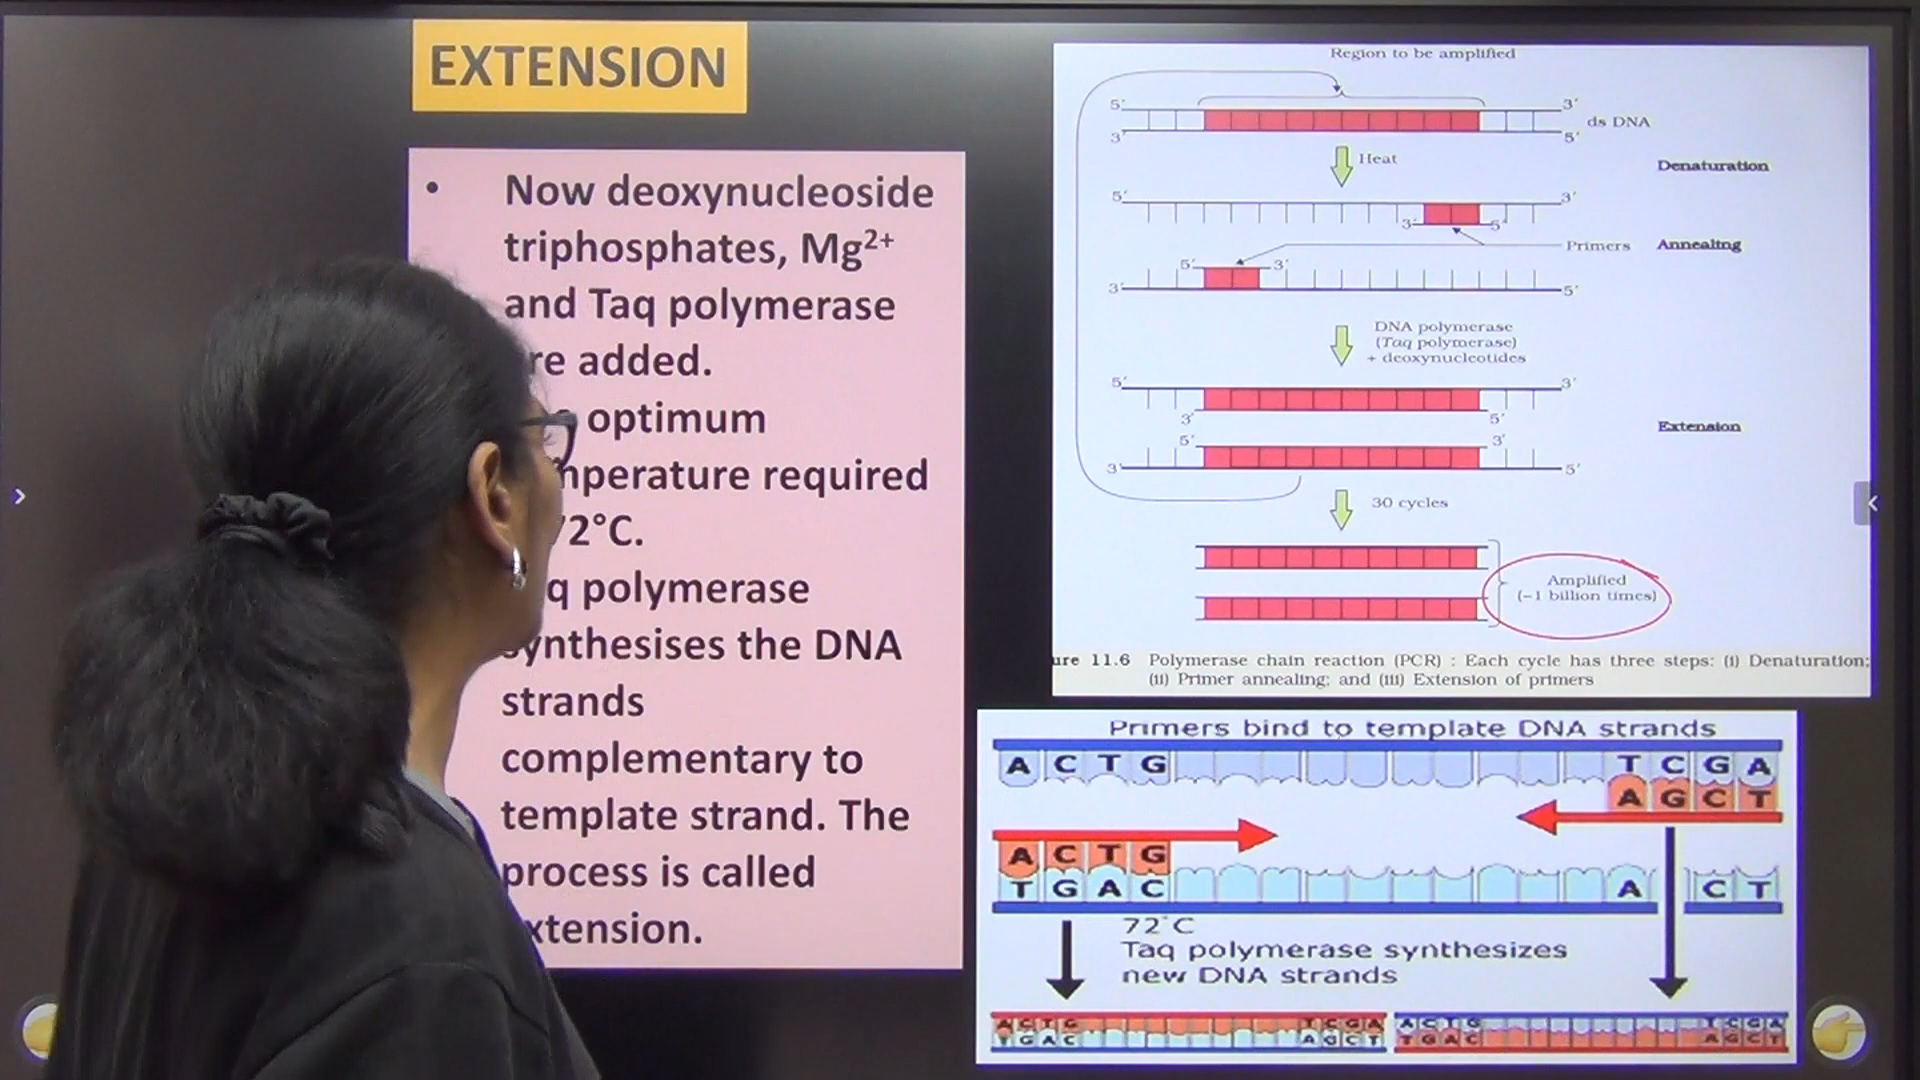 EXTENSION
• Now deoxynucleoside
triphosphates, Mg²⁺
and Taq polymerase
re added.
optimum
mperature required
72°C.
q polymerase
synthesises the DNA
strands
complementary to
template strand. The
process is called
xtension.
Region to be amplified
5′ 3′
ds DNA
3′ 5′
Heat
Denaturation
5′ 3′
3′ 5′
Primers Annealing
5′ 3′
3′ 5′
DNA polymerase
(Taq polymerase)
+ deoxynucleotides
5′ 3′
3′ 5′
Extension
5′ 3′
3′ 5′
30 cycles
Amplified
(~1 billion times)
ure 11.6 Polymerase chain reaction (PCR) : Each cycle has three steps: (i) Denaturation;
(ii) Primer annealing; and (iii) Extension of primers
Primers bind to template DNA strands
A C T G T C G A
A G C T
A C T G
T G A C A C T
72°C
Taq polymerase synthesizes
new DNA strands
A C T G T C G A A C T G T C G A
T G A C A G C T T G A C A G C T